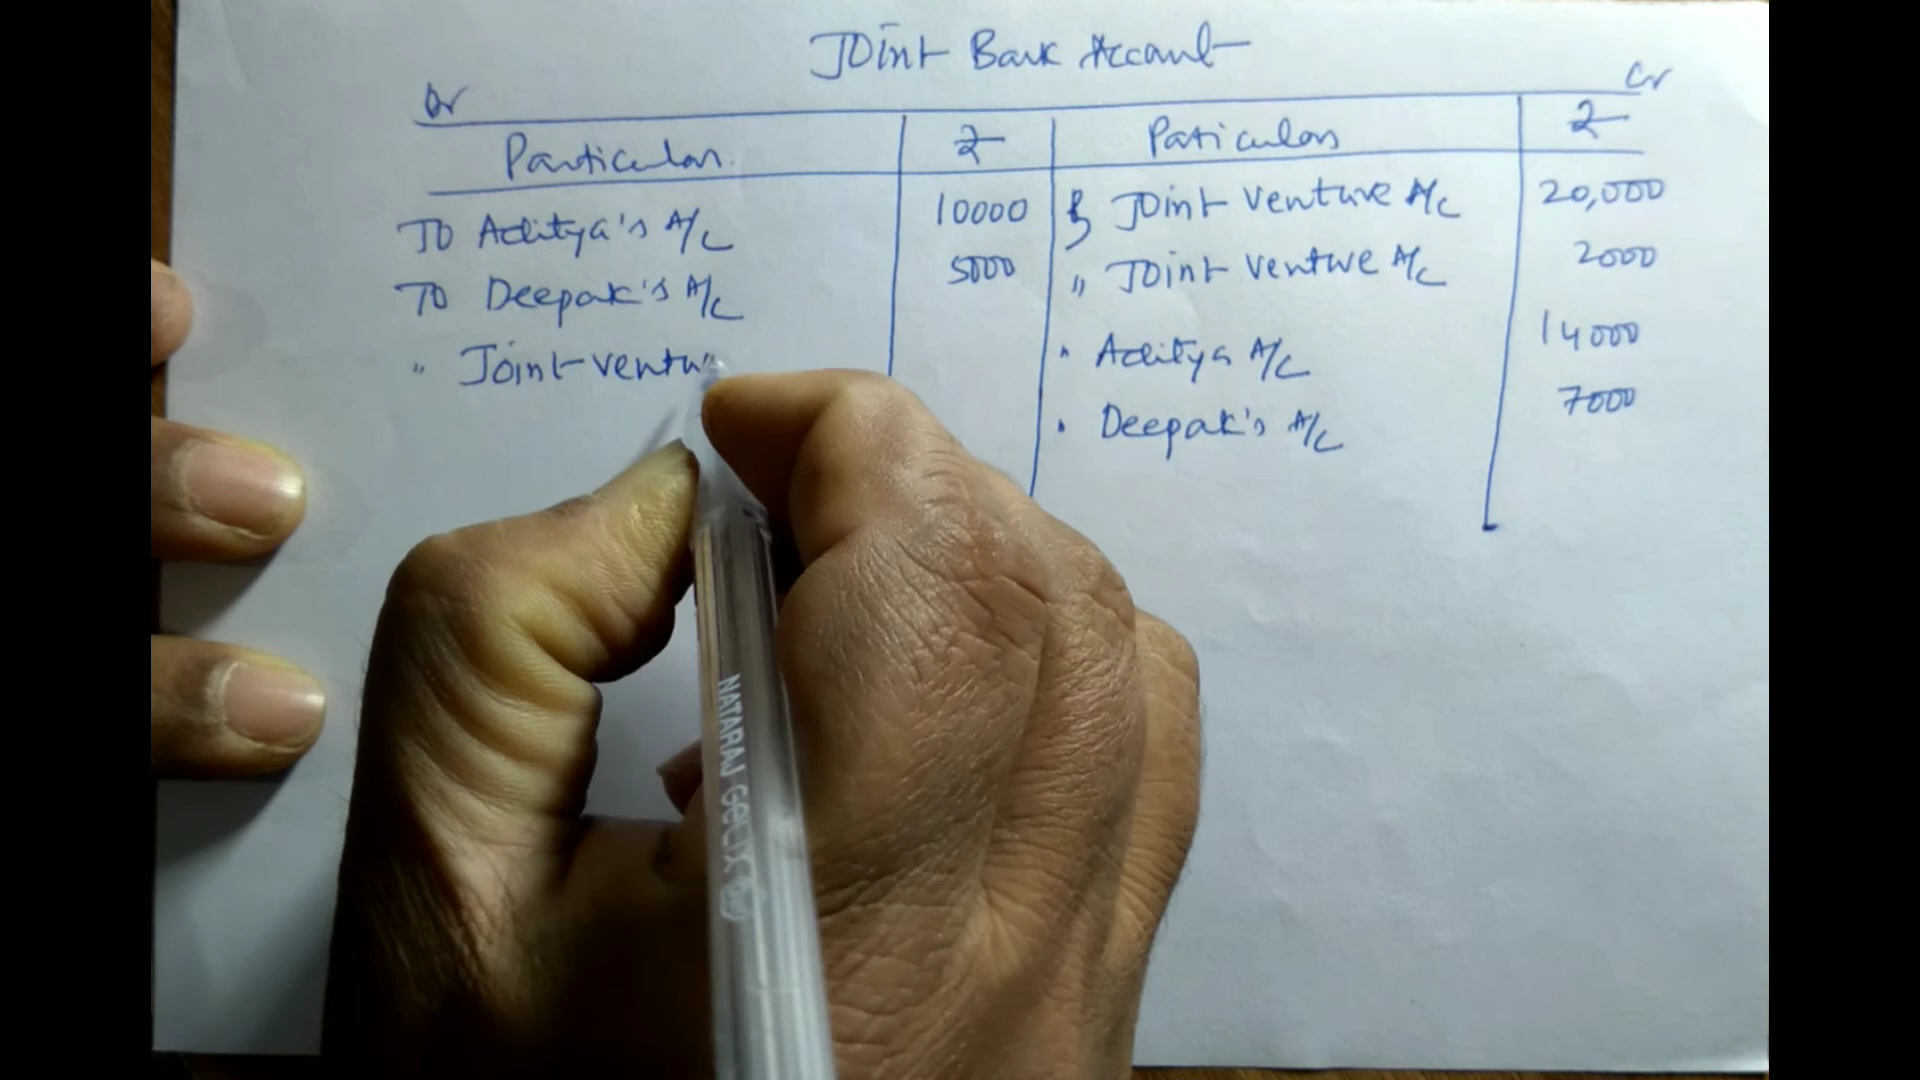 Joint Bank Account
Dr Cr
Particulars ₹ Paticulars ₹
To Aditya's A/C 10000 By Joint Venture A/C 20,000
To Deepak's A/C 5000 " Joint Venture A/C 2000
" Joint Ventu " Aditya A/C 14000
" Deepak's A/C 7000
NATARAJ GELIX